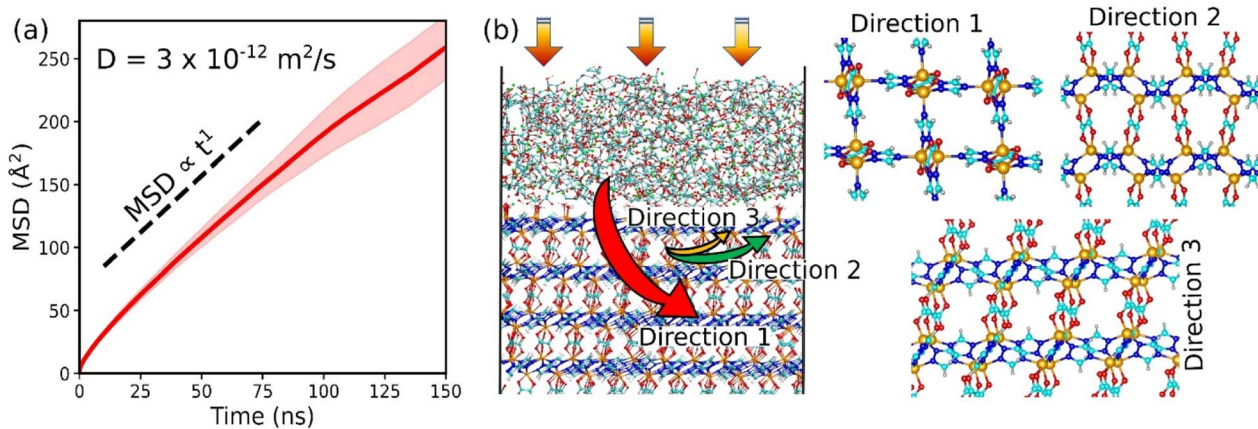 (a)
D = 3 x 10⁻¹² m²/s
MSD ∝ t¹
MSD (Å²)
250
200
150
100
50
0
0
25
50
75
100
125
150
Time (ns)
(b)
Direction 3
Direction 2
Direction 1
Direction 1
Direction 2
Direction 3